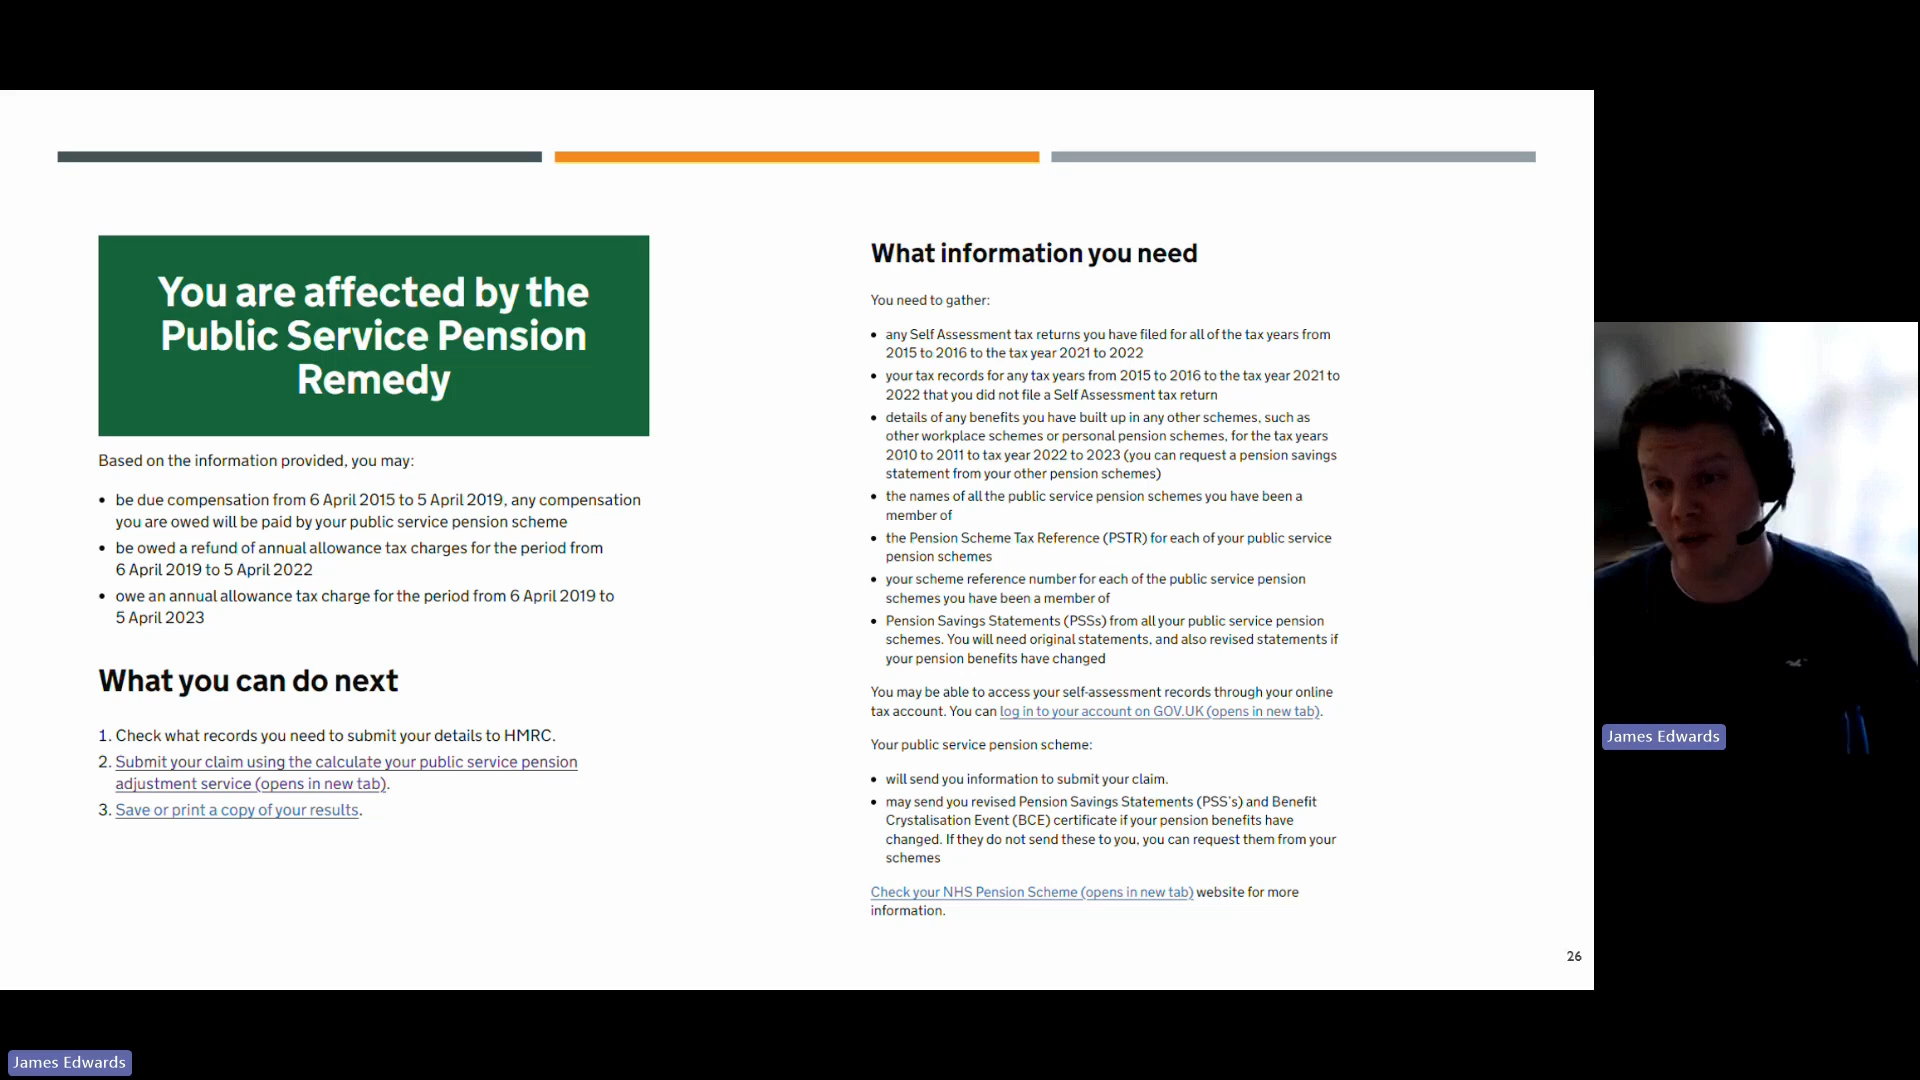 You are affected by the
Public Service Pension
Remedy
Based on the information provided, you may:
• be due compensation from 6 April 2015 to 5 April 2019, any compensation
you are owed will be paid by your public service pension scheme
• be owed a refund of annual allowance tax charges for the period from
6 April 2019 to 5 April 2022
• owe an annual allowance tax charge for the period from 6 April 2019 to
5 April 2023
What you can do next
1. Check what records you need to submit your details to HMRC.
2. Submit your claim using the calculate your public service pension
adjustment service (opens in new tab).
3. Save or print a copy of your results.
What information you need
You need to gather:
• any Self Assessment tax returns you have filed for all of the tax years from
2015 to 2016 to the tax year 2021 to 2022
• your tax records for any tax years from 2015 to 2016 to the tax year 2021 to
2022 that you did not file a Self Assessment tax return
• details of any benefits you have built up in any other schemes, such as
other workplace schemes or personal pension schemes, for the tax years
2010 to 2011 to tax year 2022 to 2023 (you can request a pension savings
statement from your other pension schemes)
• the names of all the public service pension schemes you have been a
member of
• the Pension Scheme Tax Reference (PSTR) for each of your public service
pension schemes
• your scheme reference number for each of the public service pension
schemes you have been a member of
• Pension Savings Statements (PSSs) from all your public service pension
schemes. You will need original statements, and also revised statements if
your pension benefits have changed
You may be able to access your self-assessment records through your online
tax account. You can log in to your account on GOV.UK (opens in new tab).
Your public service pension scheme:
• will send you information to submit your claim.
• may send you revised Pension Savings Statements (PSS's) and Benefit
Crystalisation Event (BCE) certificate if your pension benefits have
changed. If they do not send these to you, you can request them from your
schemes
Check your NHS Pension Scheme (opens in new tab) website for more
information.
26
James Edwards
James Edwards